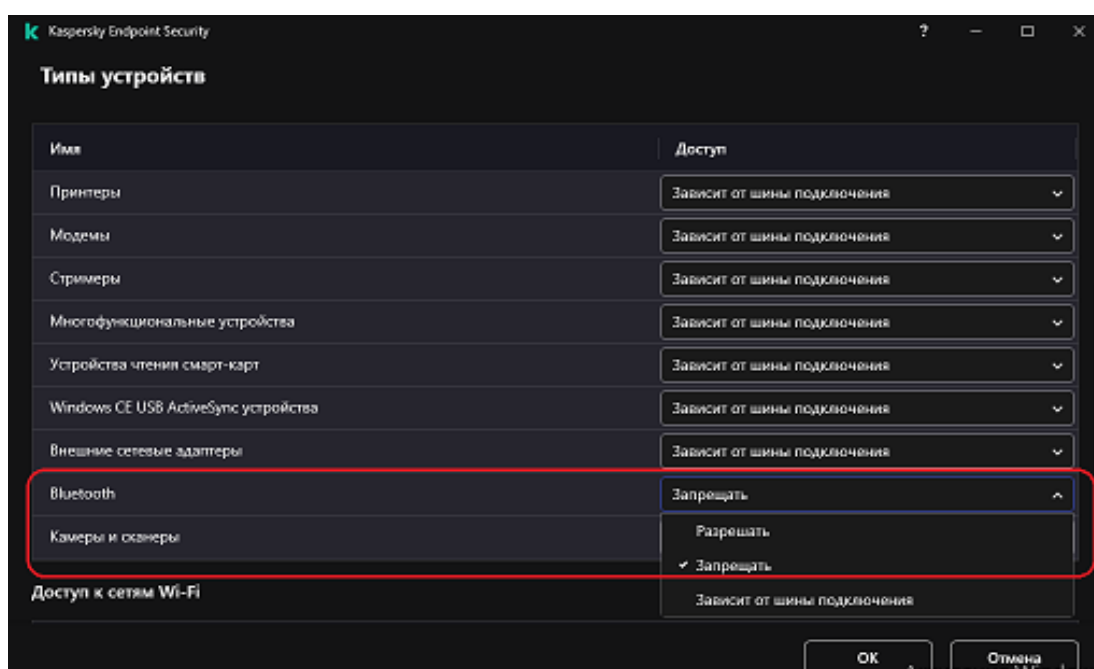 Kaspersky Endpoint Security
Типы устройств
Имя Доступ
Принтеры Зависит от шины подключения
Модемы Зависит от шины подключения
Стримеры Зависит от шины подключения
Многофункциональные устройства Зависит от шины подключения
Устройства чтения смарт-карт Зависит от шины подключения
Windows CE USB ActiveSync устройства Зависит от шины подключения
Внешние сетевые адаптеры Зависит от шины подключения
Bluetooth Запрещать
Камеры и сканеры
Разрешать
Запрещать
Зависит от шины подключения
Доступ к сетям Wi-Fi
ОК Отмена